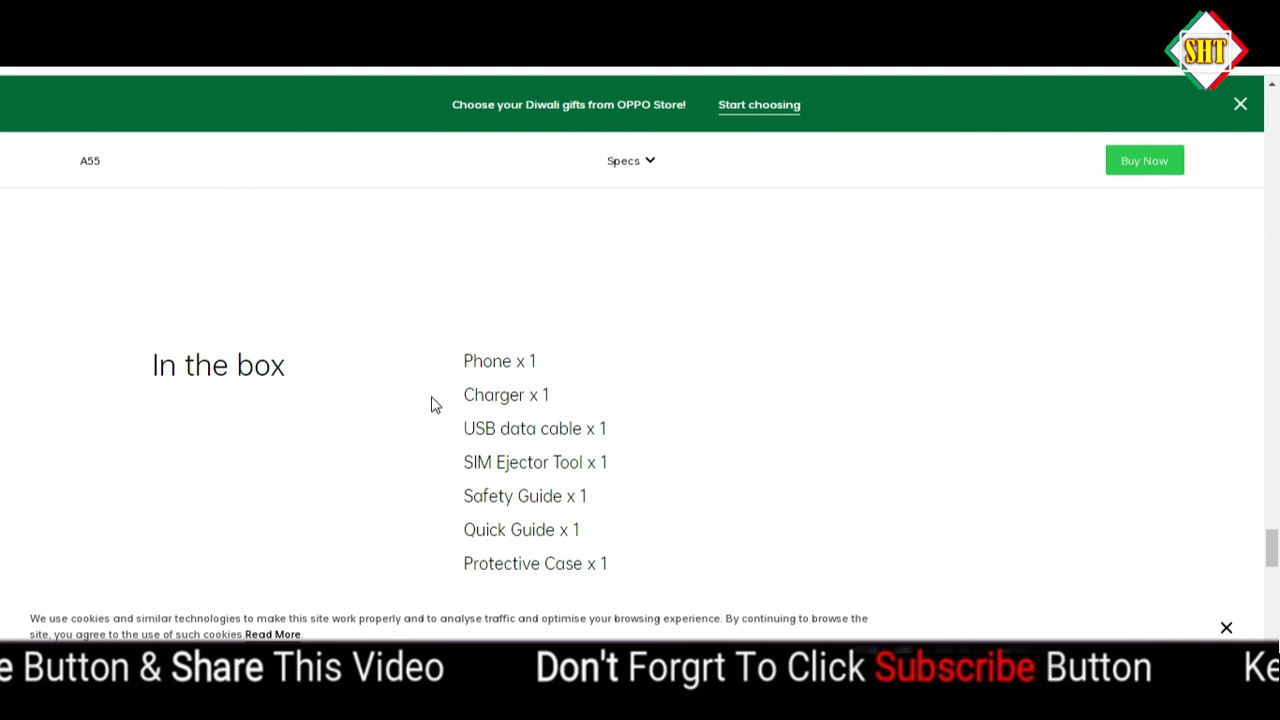 SHT
Choose your Diwali gifts from OPPO Store! Start choosing
A55 Specs Buy Now
In the box
Phone x 1
Charger x 1
USB data cable x 1
SIM Ejector Tool x 1
Safety Guide x 1
Quick Guide x 1
Protective Case x 1
We use cookies and similar technologies to make this site work properly and to analyse traffic and optimise your browsing experience. By continuing to browse the
site, you agree to the use of such cookies Read More.
e Button & Share This Video Don't Forgrt To Click Subscribe Button Ke